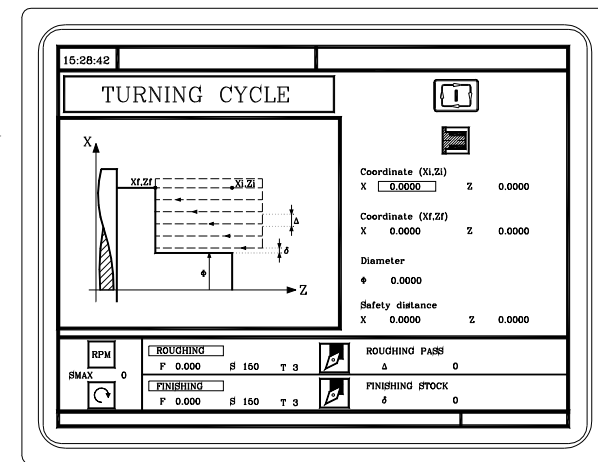 15:28:42
TURNING CYCLE
X
Xf,Zf
Xi,Zi
Δ
δ
Φ
Z
Coordinate (Xi,Zi)
X 0.0000 Z 0.0000
Coordinate (Xf,Zf)
X 0.0000 Z 0.0000
Diameter
Φ 0.0000
Safety distance
X 0.0000 Z 0.0000
RPM
SMAX 0
ROUGHING
F 0.000 S 150 T 3
ROUGHING PASS
Δ 0
FINISHING
F 0.000 S 150 T 3
FINISHING STOCK
δ 0